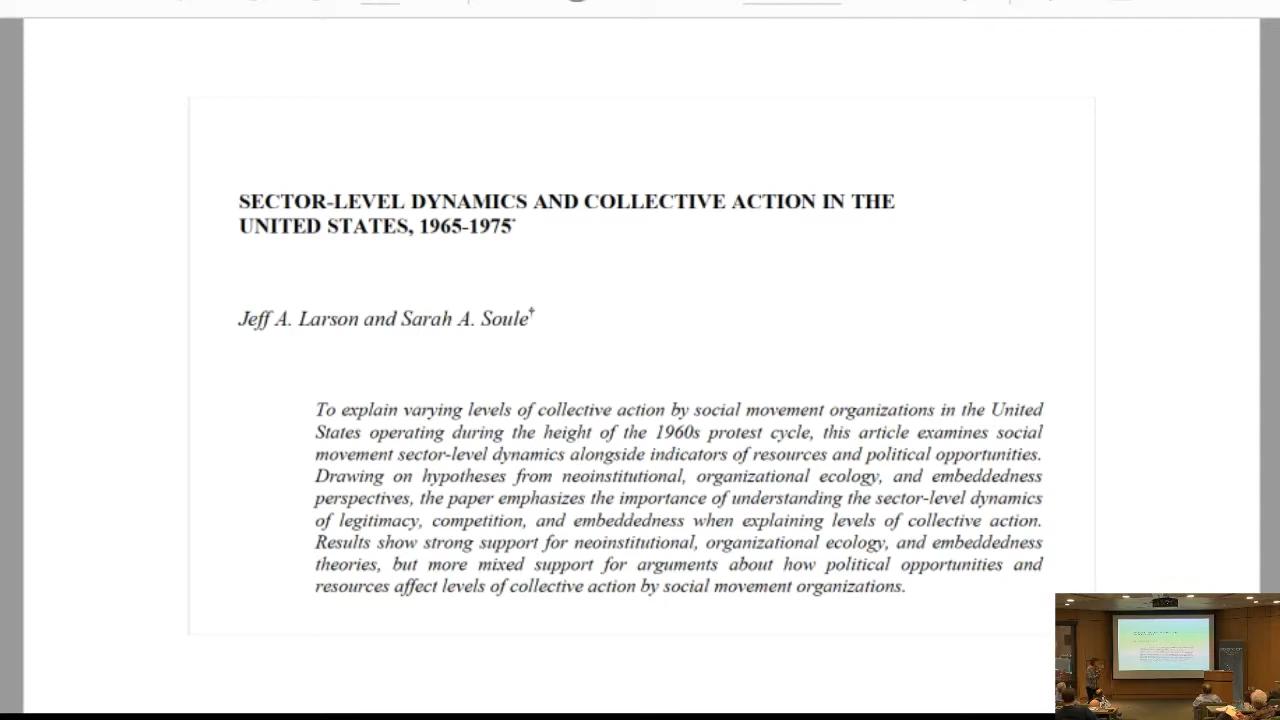 SECTOR-LEVEL DYNAMICS AND COLLECTIVE ACTION IN THE
UNITED STATES, 1965-1975*
Jeff A. Larson and Sarah A. Soule†
To explain varying levels of collective action by social movement organizations in the United
States operating during the height of the 1960s protest cycle, this article examines social
movement sector-level dynamics alongside indicators of resources and political opportunities.
Drawing on hypotheses from neoinstitutional, organizational ecology, and embeddedness
perspectives, the paper emphasizes the importance of understanding the sector-level dynamics
of legitimacy, competition, and embeddedness when explaining levels of collective action.
Results show strong support for neoinstitutional, organizational ecology, and embeddedness
theories, but more mixed support for arguments about how political opportunities and
resources affect levels of collective action by social movement organizations.